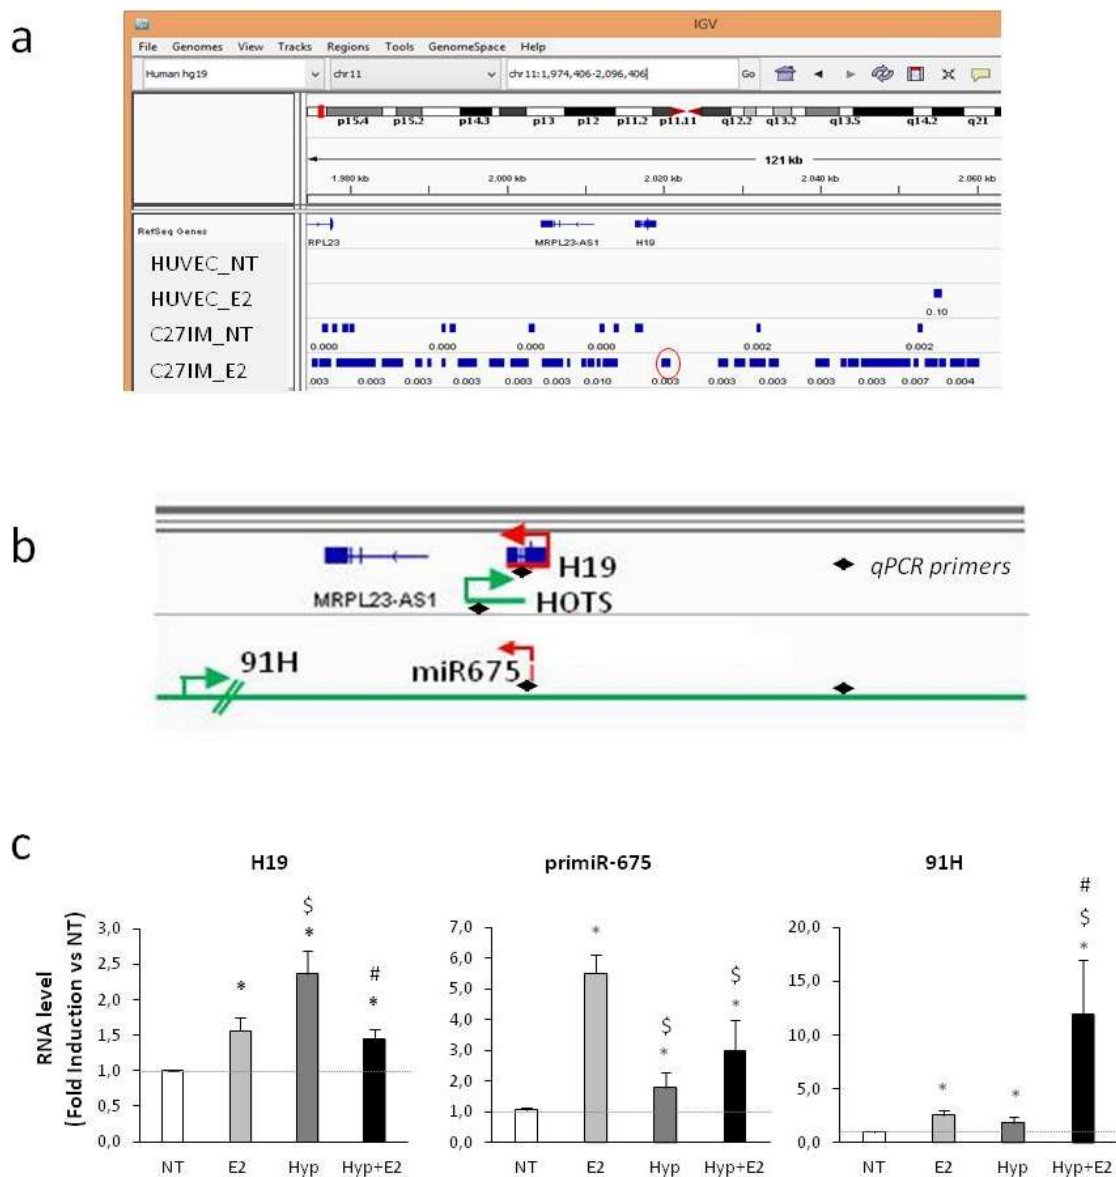 a
IGV
File Genomes View Tracks Regions Tools GenomeSpace Help
Human hg19 chr11 chr11:1,974,406-2,096,406 Go
p15.4 p15.2 p14.3 p13 p12 p11.2 p11.11 q12.2 q13.2 q13.5 q14.2 q21
121 kb
1.980 kb 2.000 kb 2.020 kb 2.040 kb 2.060 kb
RefSeq Genes
RPL23 MRPL23-AS1 H19
HUVEC_NT
HUVEC_E2
0.10
C27IM_NT
0.000 0.000 0.000 0.000 0.002 0.002
C27IM_E2
.003 0.003 0.003 0.003 0.003 0.010 0.003 0.003 0.003 0.003 0.003 0.007 0.004
b
H19
qPCR primers
MRPL23-AS1
HOTS
91H
miR675
c
H19 primiR-675 91H
RNA level
(Fold Induction vs NT)
3,0
2,5
2,0
1,5
1,0
0,5
0,0
* $ * # *
NT E2 Hyp Hyp+E2
7,0
6,0
5,0
4,0
3,0
2,0
1,0
0,0
* $ * $ *
NT E2 Hyp Hyp+E2
20,0
15,0
10,0
5,0
0,0
* * # $ *
NT E2 Hyp Hyp+E2